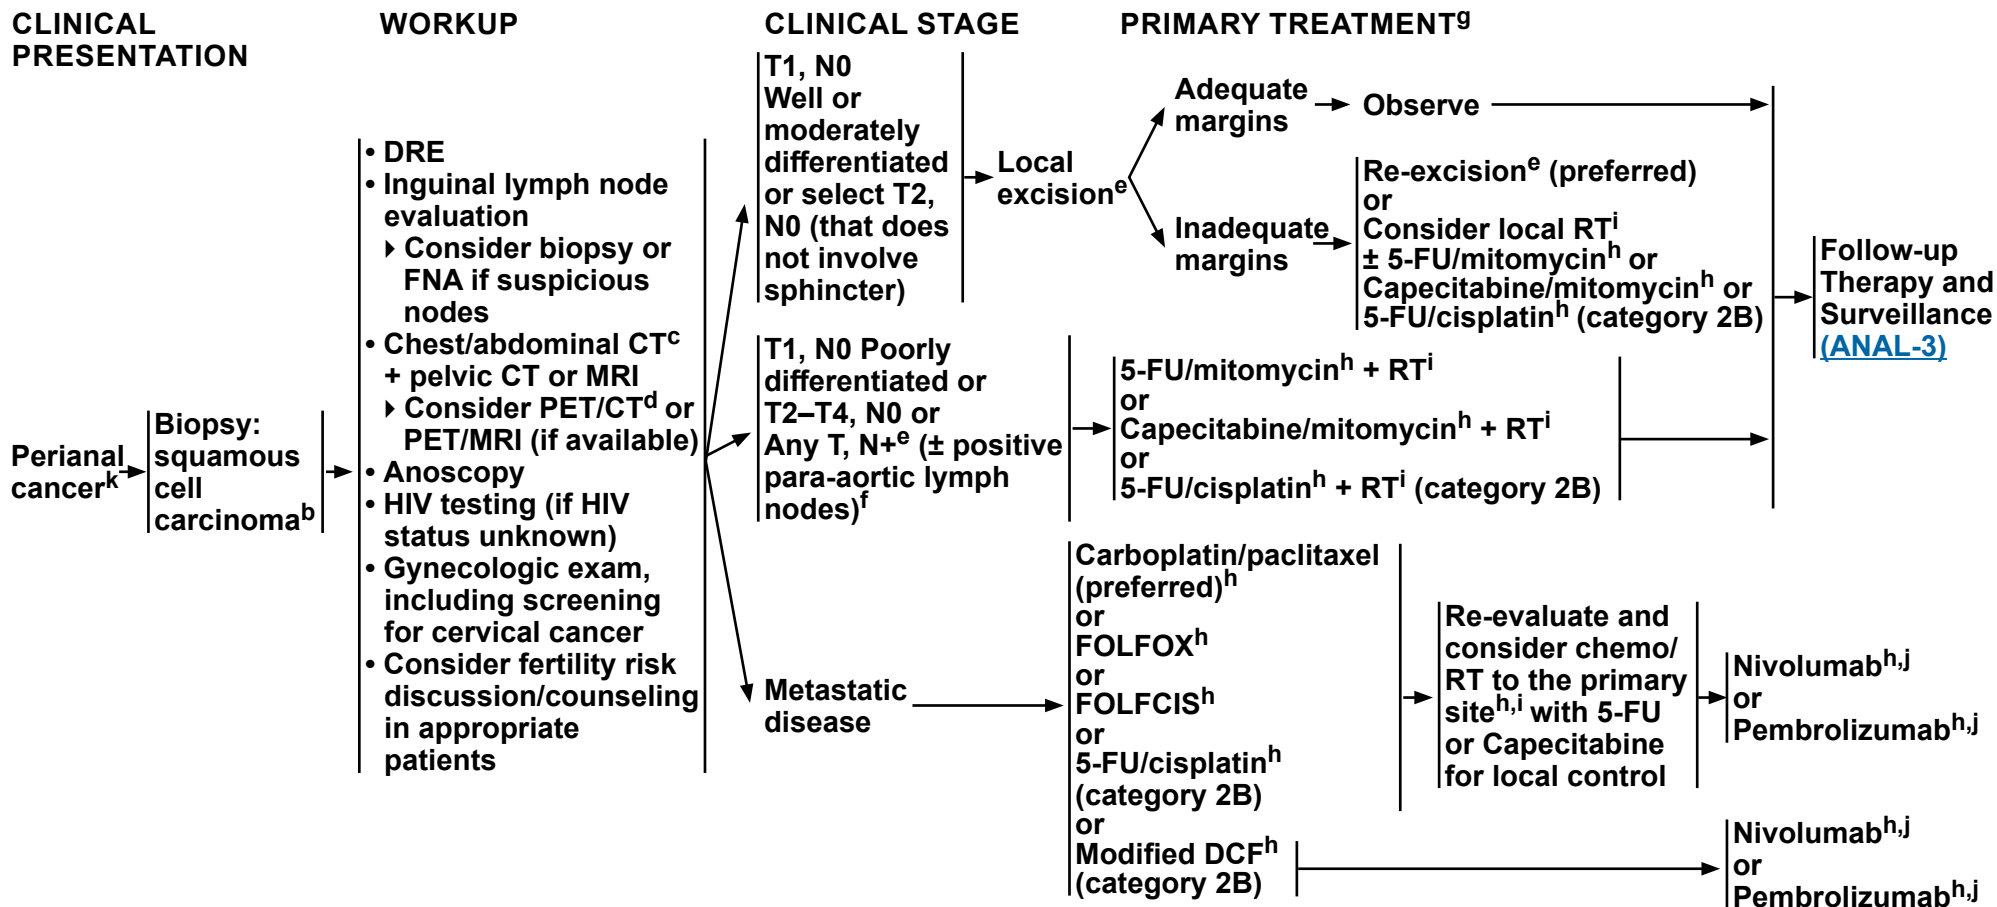 CLINICAL
PRESENTATION
WORKUP
CLINICAL STAGE
PRIMARY TREATMENTg
Perianal
cancerk
Biopsy:
squamous
cell
carcinomab
• DRE
• Inguinal lymph node
evaluation
▸ Consider biopsy or
FNA if suspicious
nodes
• Chest/abdominal CTc
+ pelvic CT or MRI
▸ Consider PET/CTd or
PET/MRI (if available)
• Anoscopy
• HIV testing (if HIV
status unknown)
• Gynecologic exam,
including screening
for cervical cancer
• Consider fertility risk
discussion/counseling
in appropriate
patients
T1, N0
Well or
moderately
differentiated
or select T2,
N0 (that does
not involve
sphincter)
Local
excisione
Adequate
margins
Observe
Inadequate
margins
Re-excisione (preferred)
or
Consider local RTi
± 5-FU/mitomycinh or
Capecitabine/mitomycinh or
5-FU/cisplatinh (category 2B)
T1, N0 Poorly
differentiated or
T2–T4, N0 or
Any T, N+e (± positive
para-aortic lymph
nodes)f
5-FU/mitomycinh + RTi
or
Capecitabine/mitomycinh + RTi
or
5-FU/cisplatinh + RTi (category 2B)
Follow-up
Therapy and
Surveillance
(ANAL-3)
Metastatic
disease
Carboplatin/paclitaxel
(preferred)h
or
FOLFOXh
or
FOLFCISh
or
5-FU/cisplatinh
(category 2B)
or
Modified DCFh
(category 2B)
Re-evaluate and
consider chemo/
RT to the primary
siteh,i with 5-FU
or Capecitabine
for local control
Nivolumabh,j
or
Pembrolizumabh,j
Nivolumabh,j
or
Pembrolizumabh,j